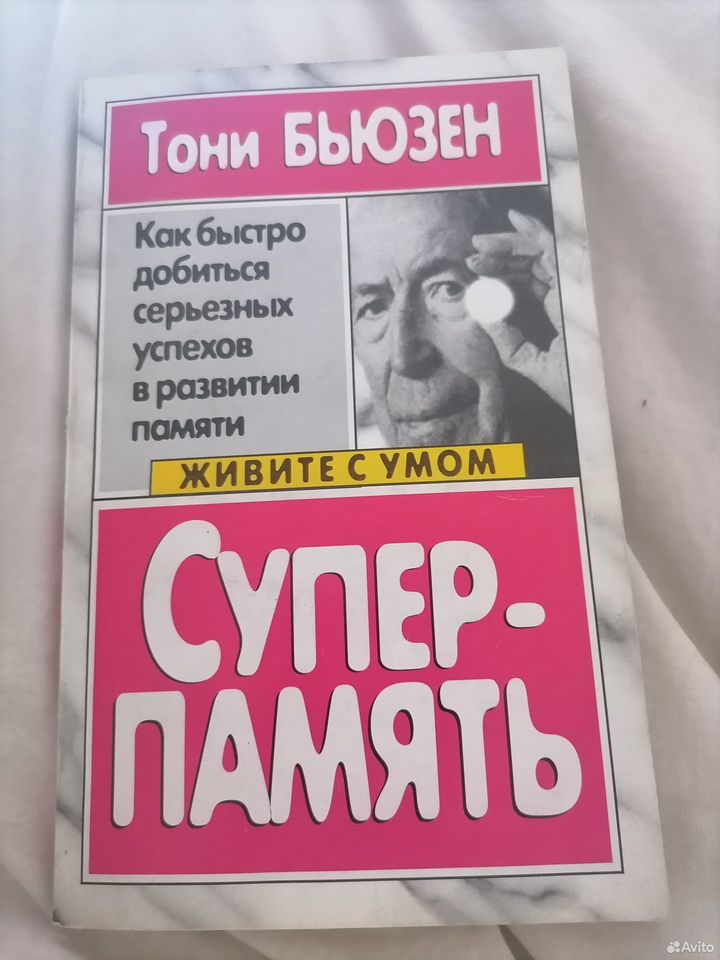 Тони БЬЮЗЕН
Как быстро
добиться
серьезных
успехов
в развитии
памяти
ЖИВИТЕ С УМОМ
СУПЕР-
ПАМЯТЬ
Avito